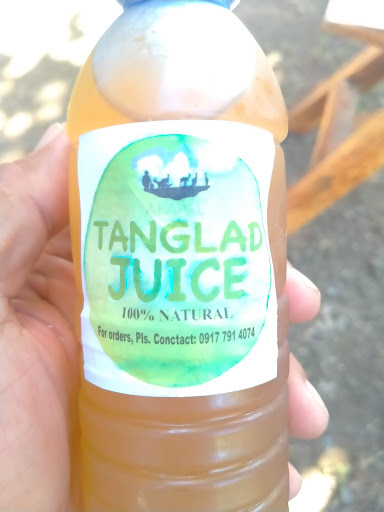 TANGLAD
JUICE
100% NATURAL
For orders, Pls. Conctact: 0917 791 4074